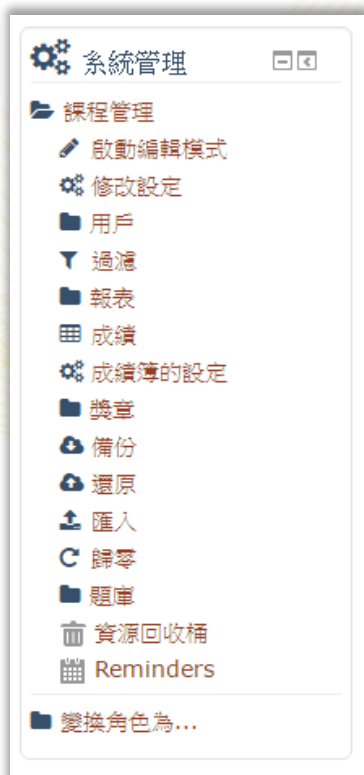 系統管理
課程管理
啟動編輯模式
修改設定
用戶
過濾
報表
成績
成績簿的設定
獎章
備份
還原
匯入
歸零
題庫
資源回收桶
Reminders
變換角色為...